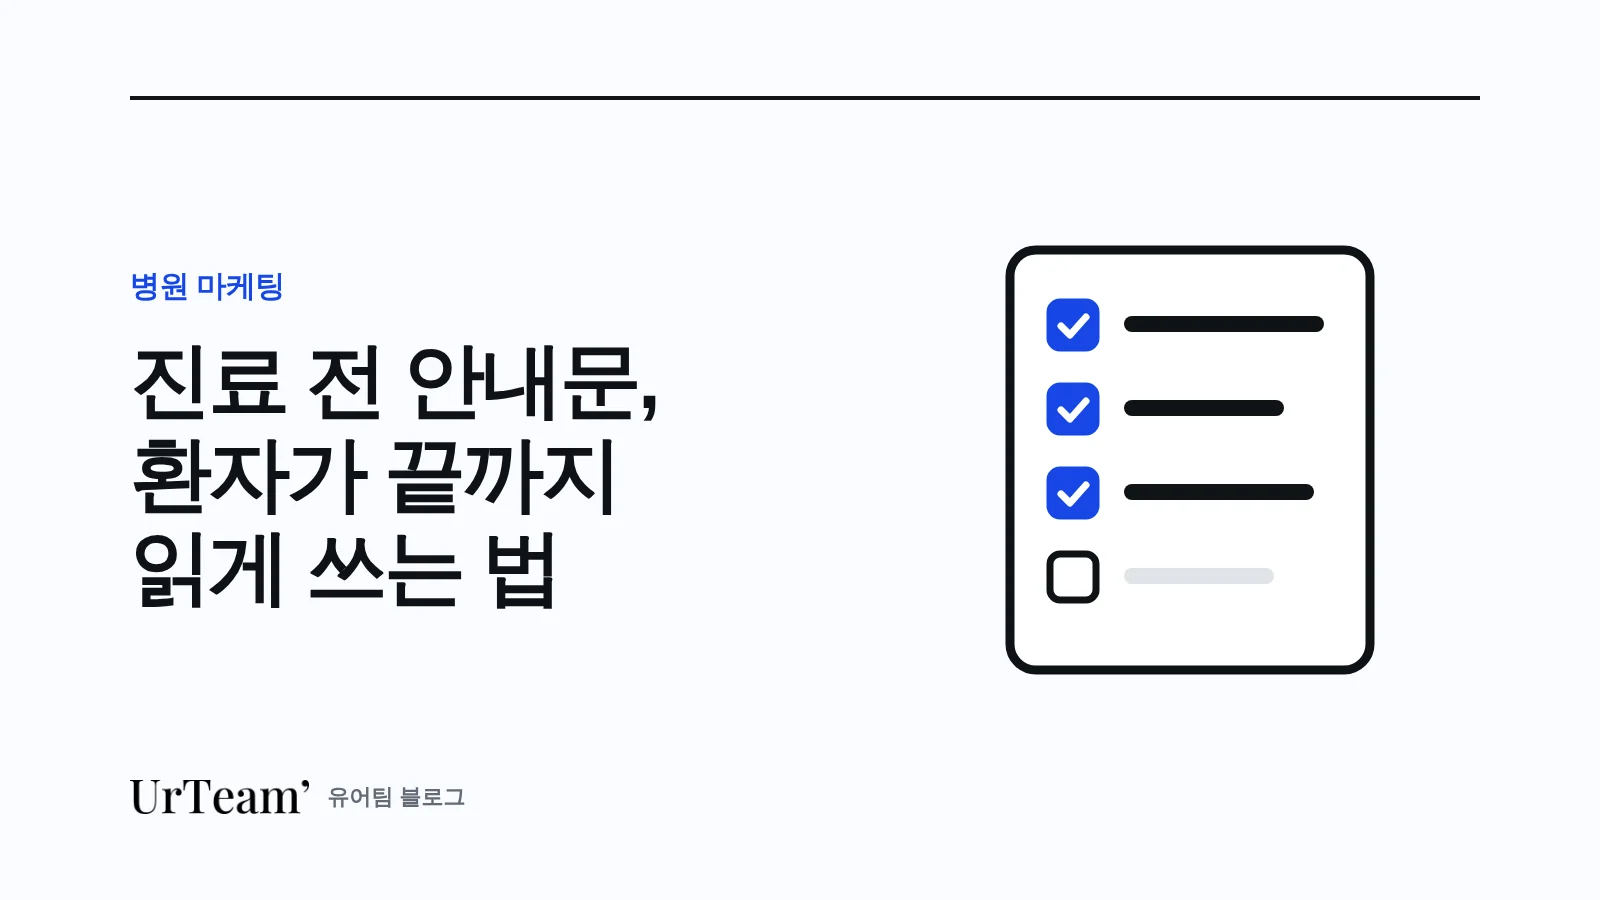 병원 마케팅
진료 전 안내문,
환자가 끝까지
읽게 쓰는 법
UrTeam’ 유어팀 블로그